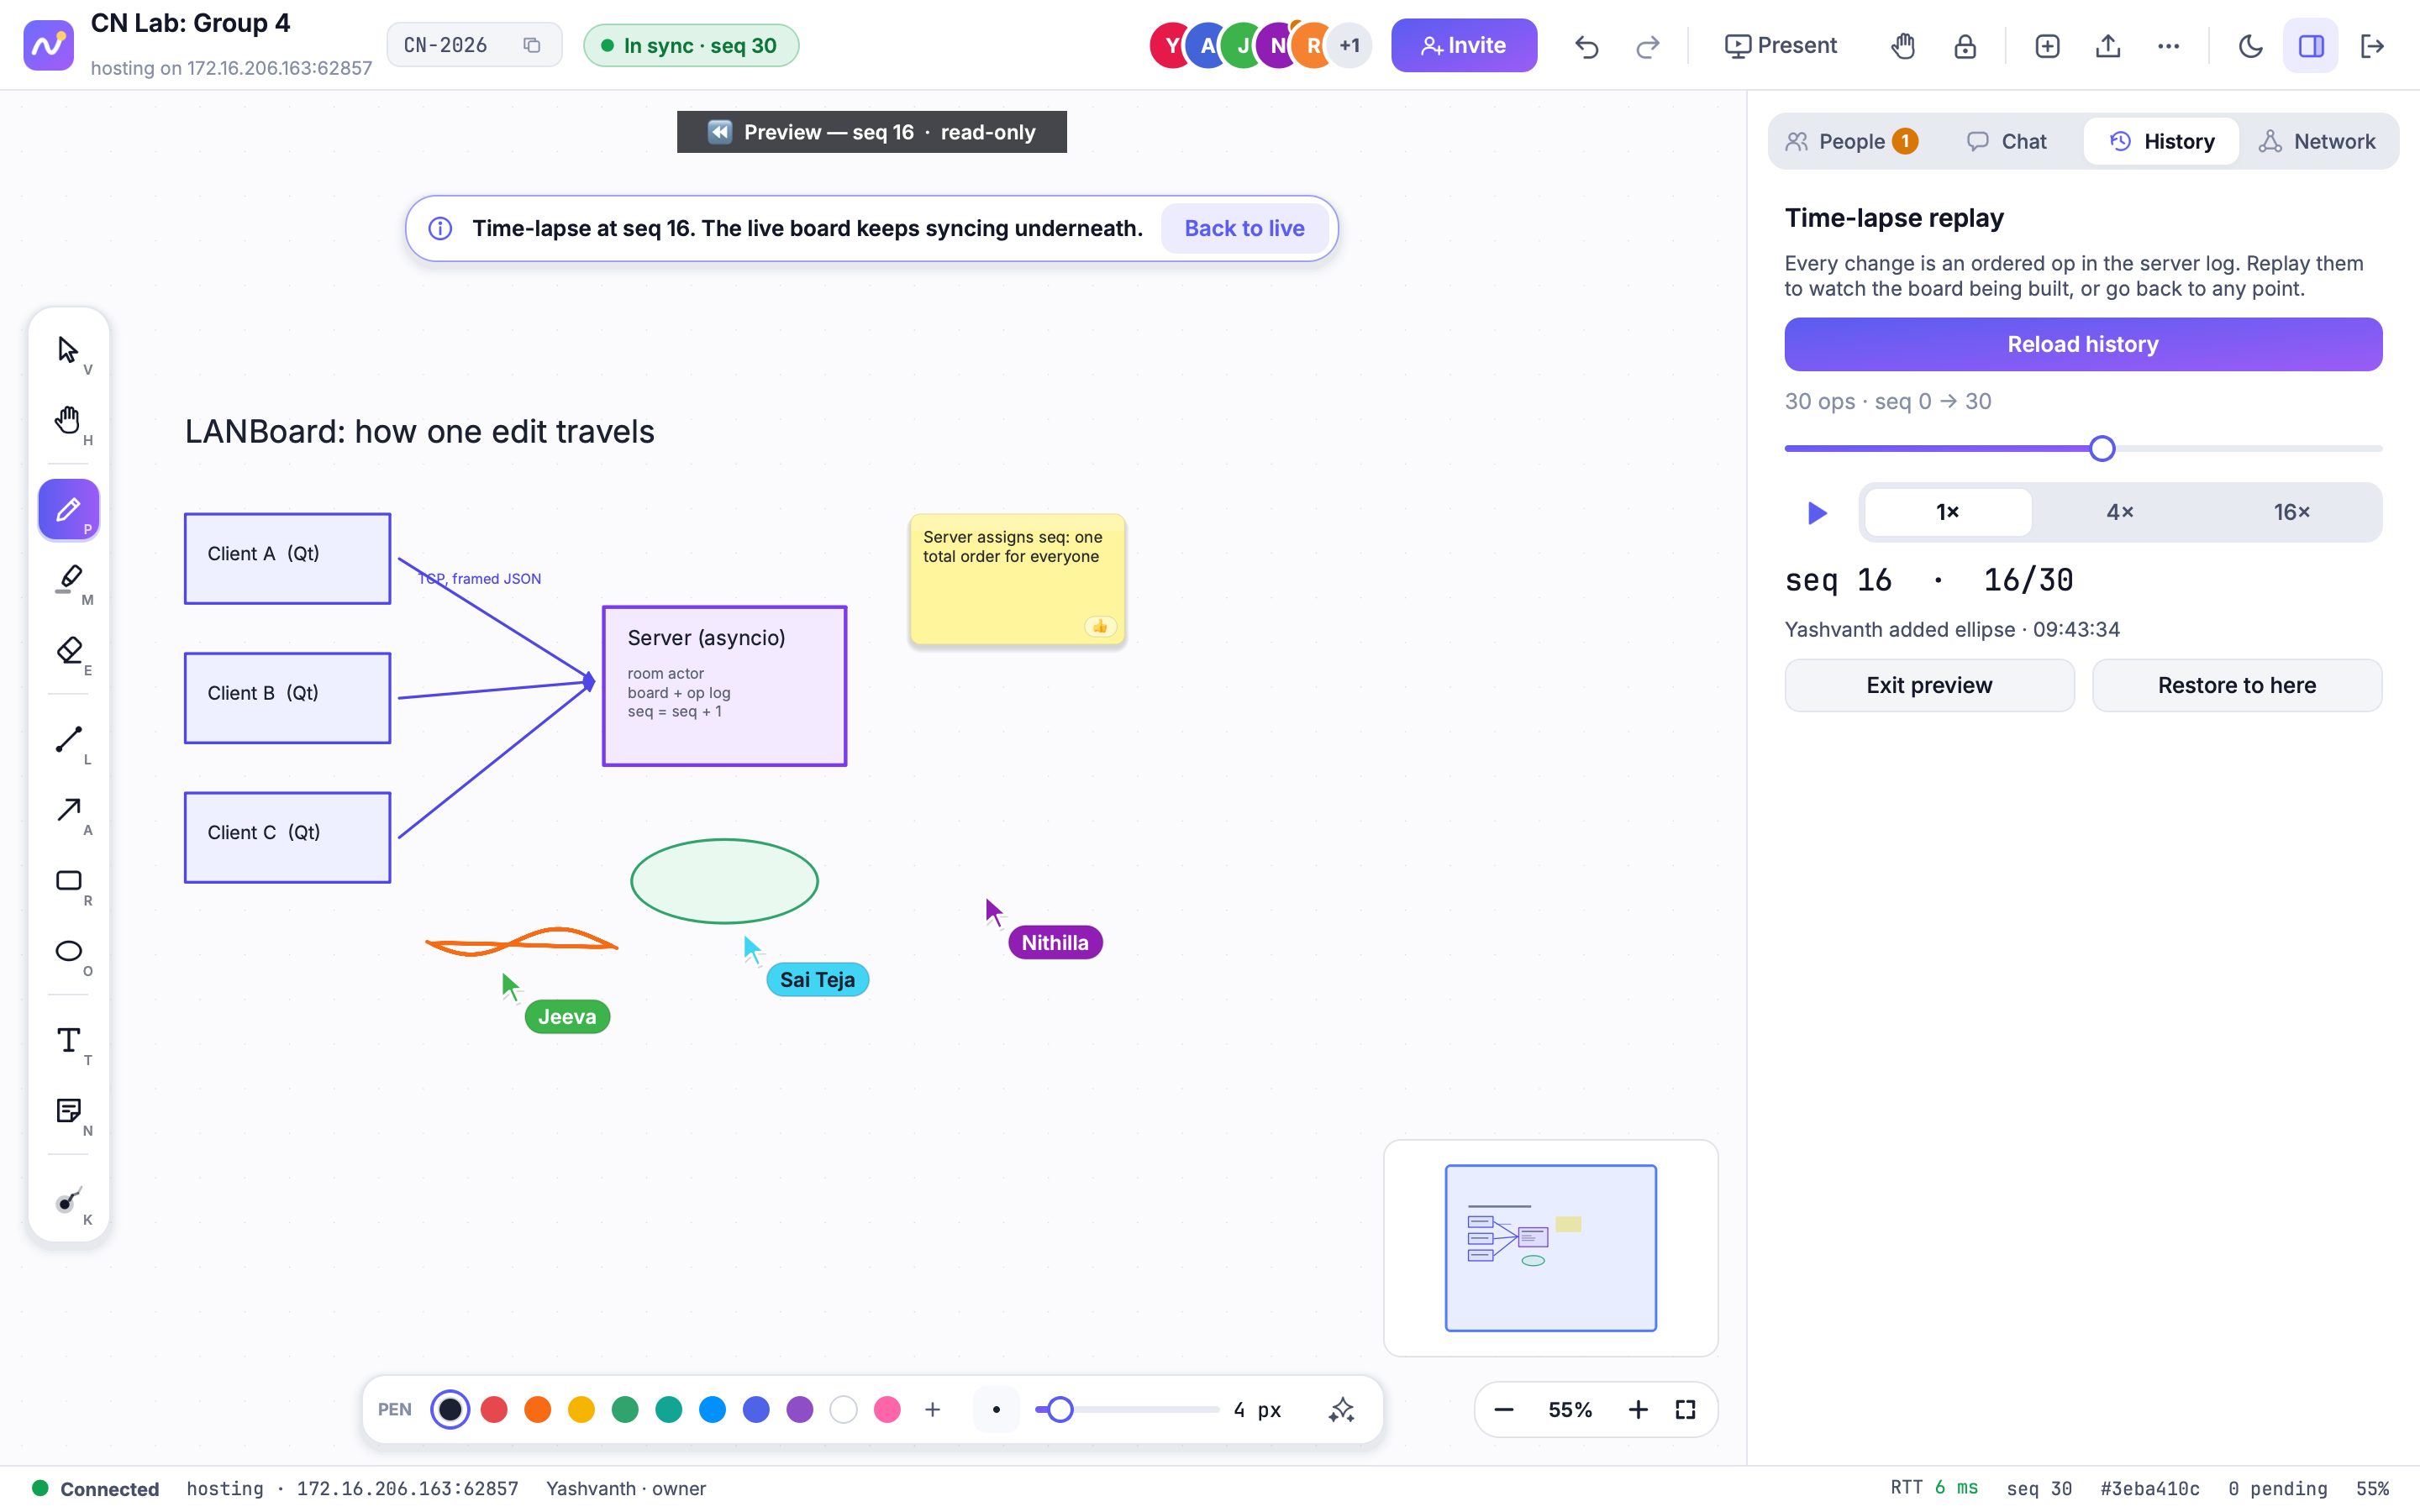 CN Lab: Group 4
hosting on 172.16.206.163:62857
CN-2026
In sync · seq 30
Y A J N R +1
Invite
Present
Preview — seq 16 · read-only
Time-lapse at seq 16. The live board keeps syncing underneath. Back to live
V
H
P
M
E
L
A
R
O
T
N
K
LANBoard: how one edit travels
Client A (Qt)
TCP, framed JSON
Client B (Qt)
Client C (Qt)
Server (asyncio)
room actor
board + op log
seq = seq + 1
Server assigns seq: one
total order for everyone
Nithilla
Sai Teja
Jeeva
PEN
4 px
55%
People 1
Chat
History
Network
Time-lapse replay
Every change is an ordered op in the server log. Replay them
to watch the board being built, or go back to any point.
Reload history
30 ops · seq 0 → 30
1× 4× 16×
seq 16 · 16/30
Yashvanth added ellipse · 09:43:34
Exit preview
Restore to here
Connected hosting · 172.16.206.163:62857 Yashvanth · owner
RTT 6 ms seq 30 #3eba410c 0 pending 55%